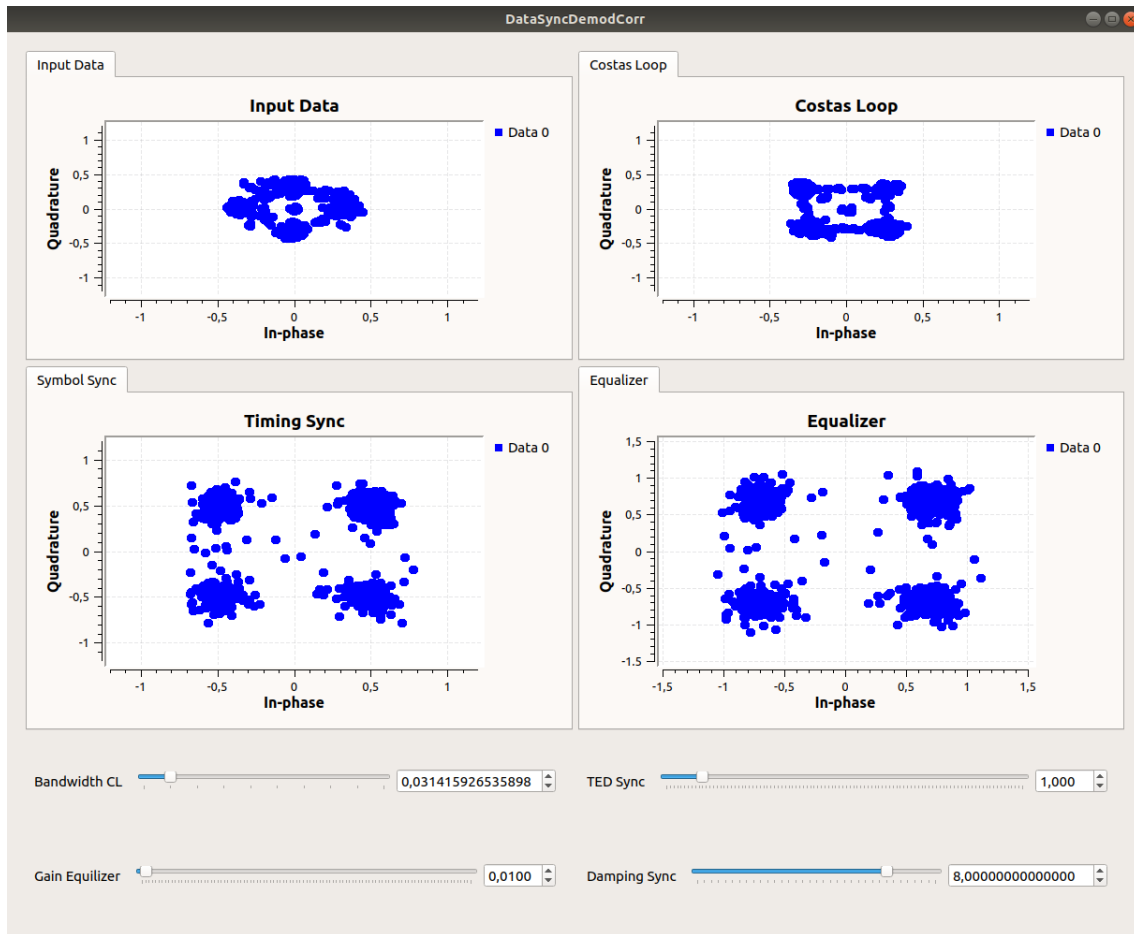 DataSyncDemodCorr
Input Data
Input Data
Data 0
Quadrature
1
0,5
0
-0,5
-1
-1 -0,5 0 0,5 1
In-phase
Costas Loop
Costas Loop
Data 0
Quadrature
1
0,5
0
-0,5
-1
-1 -0,5 0 0,5 1
In-phase
Symbol Sync
Timing Sync
Data 0
Quadrature
1
0,5
0
-0,5
-1
-1 -0,5 0 0,5 1
In-phase
Equalizer
Equalizer
Data 0
Quadrature
1,5
1
0,5
0
-0,5
-1
-1.5
-1,5 -1 -0,5 0 0,5 1 1,5
In-phase
Bandwidth CL 0,031415926535898
TED Sync 1,000
Gain Equilizer 0,0100
Damping Sync 8,00000000000000